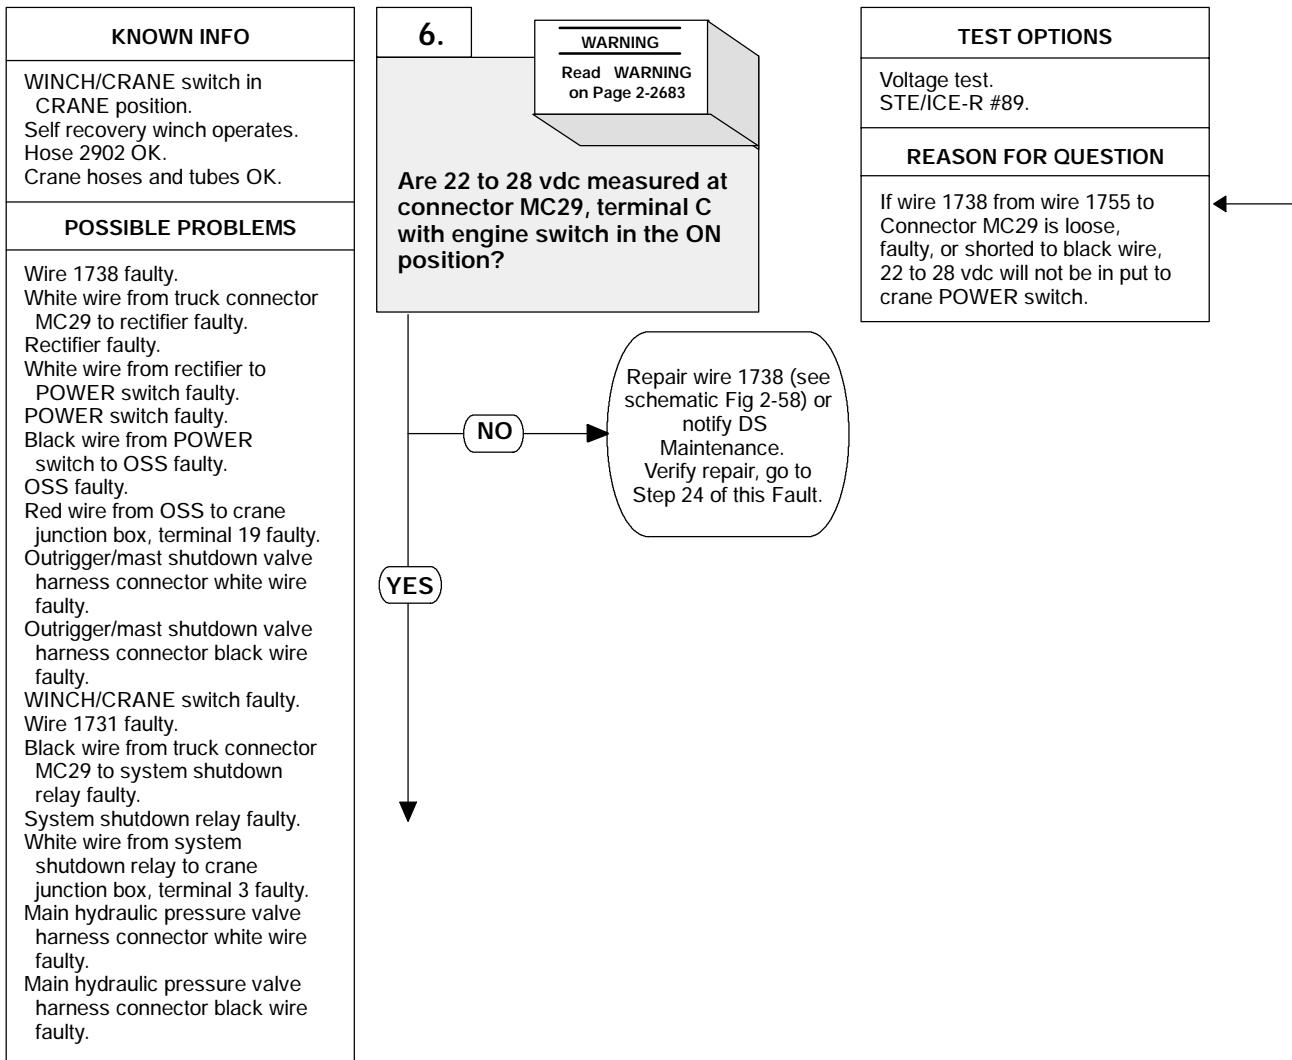 KNOWN INFO
WINCH/CRANE switch in
CRANE position.
Self recovery winch operates.
Hose 2902 OK.
Crane hoses and tubes OK.
POSSIBLE PROBLEMS
Wire 1738 faulty.
White wire from truck connector
MC29 to rectifier faulty.
Rectifier faulty.
White wire from rectifier to
POWER switch faulty.
POWER switch faulty.
Black wire from POWER
switch to OSS faulty.
OSS faulty.
Red wire from OSS to crane
junction box, terminal 19 faulty.
Outrigger/mast shutdown valve
harness connector white wire
faulty.
Outrigger/mast shutdown valve
harness connector black wire
faulty.
WINCH/CRANE switch faulty.
Wire 1731 faulty.
Black wire from truck connector
MC29 to system shutdown
relay faulty.
System shutdown relay faulty.
White wire from system
shutdown relay to crane
junction box, terminal 3 faulty.
Main hydraulic pressure valve
harness connector white wire
faulty.
Main hydraulic pressure valve
harness connector black wire
faulty.
6.
WARNING
Read WARNING
on Page 2-2683
Are 22 to 28 vdc measured at
connector MC29, terminal C
with engine switch in the ON
position?
NO
Repair wire 1738 (see
schematic Fig 2-58) or
notify DS
Maintenance.
Verify repair, go to
Step 24 of this Fault.
YES
TEST OPTIONS
Voltage test.
STE/ICE-R #89.
REASON FOR QUESTION
If wire 1738 from wire 1755 to
Connector MC29 is loose,
faulty, or shorted to black wire,
22 to 28 vdc will not be in put to
crane POWER switch.